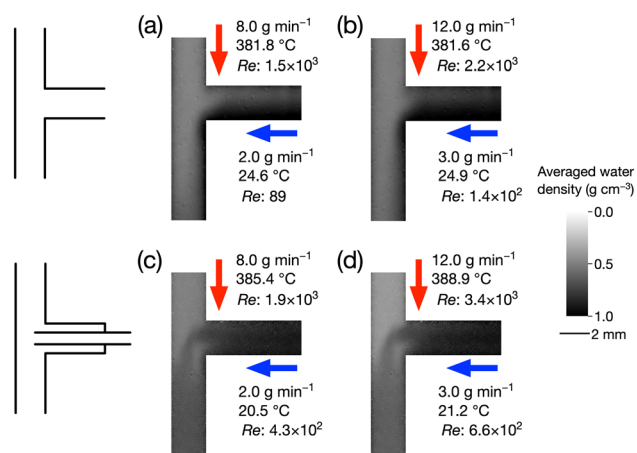 (a)
8.0 g min⁻¹
381.8 °C
Re: 1.5×10³
2.0 g min⁻¹
24.6 °C
Re: 89
(b)
12.0 g min⁻¹
381.6 °C
Re: 2.2×10³
3.0 g min⁻¹
24.9 °C
Re: 1.4×10²
Averaged water
density (g cm⁻³)
0.0
0.5
1.0
2 mm
(c)
8.0 g min⁻¹
385.4 °C
Re: 1.9×10³
2.0 g min⁻¹
20.5 °C
Re: 4.3×10²
(d)
12.0 g min⁻¹
388.9 °C
Re: 3.4×10³
3.0 g min⁻¹
21.2 °C
Re: 6.6×10²